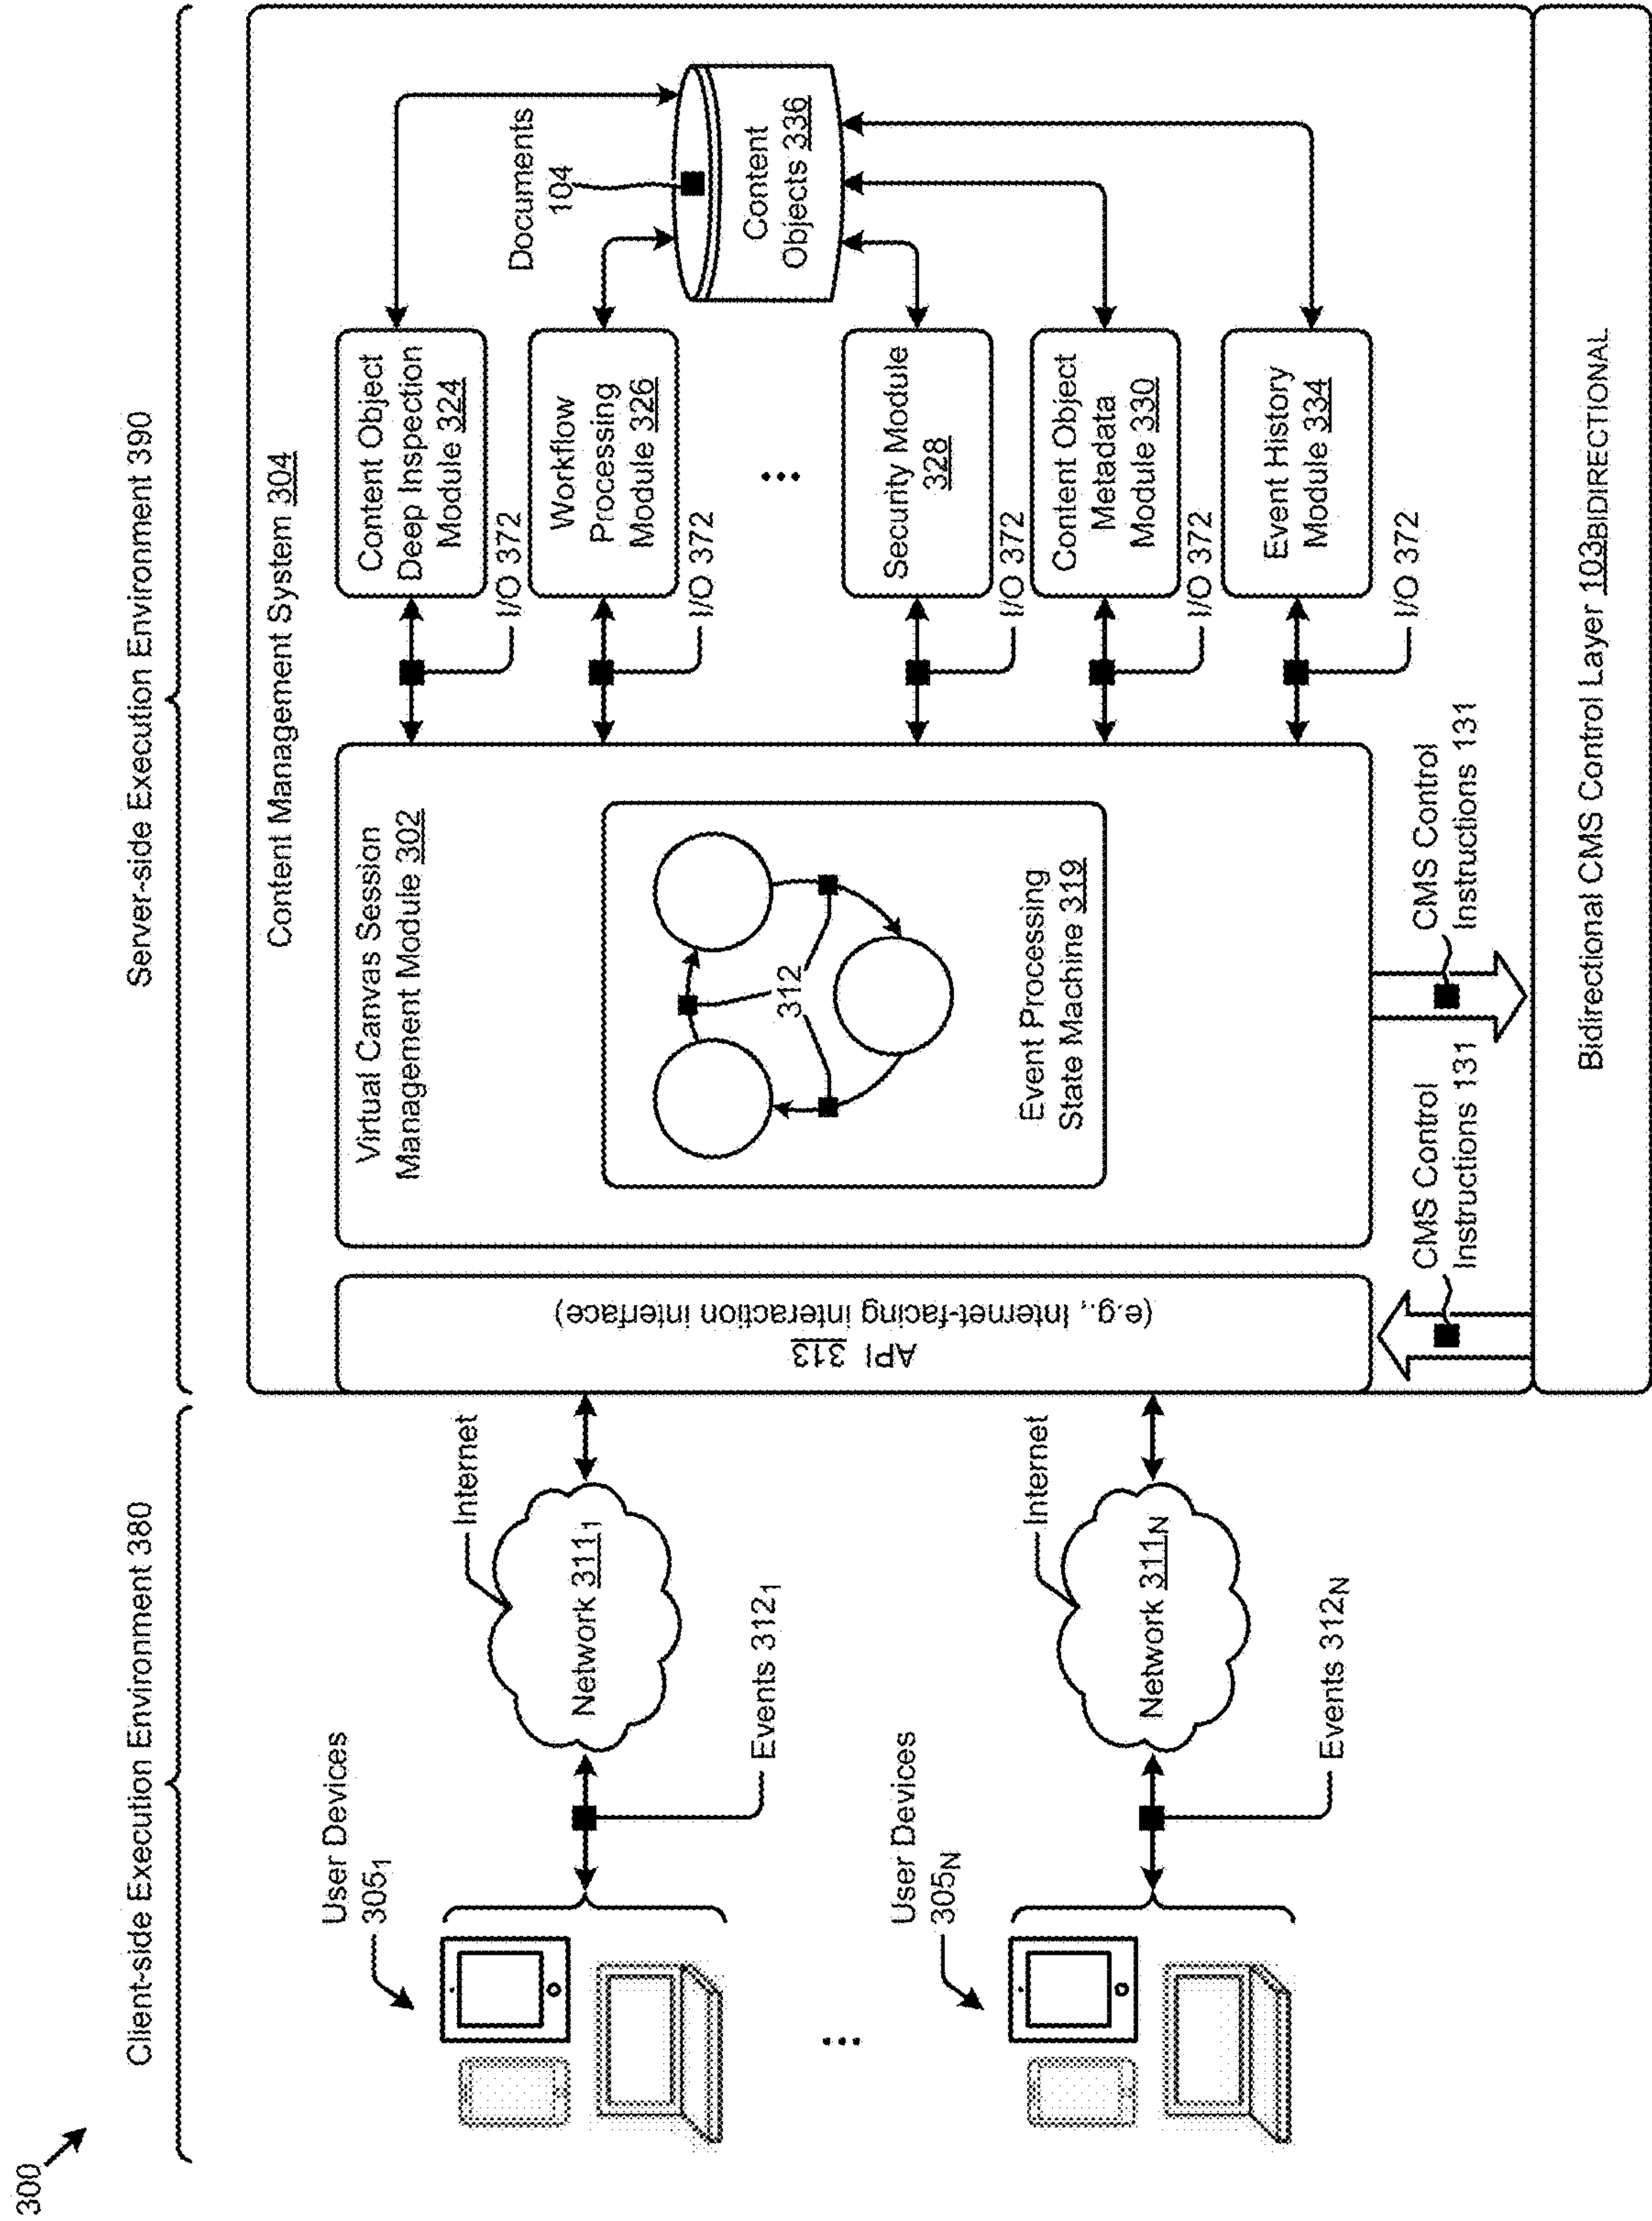 300
Client-side Execution Environment 380
Server-side Execution Environment 390
User Devices
305₁
Internet
Network 311₁
Events 312₁
...
User Devices
305N
Internet
Network 311N
Events 312N
Content Management System 304
API 313
(e.g., Internet-facing interaction interface)
Virtual Canvas Session
Management Module 302
312
Event Processing
State Machine 319
Content Object
Deep Inspection
Module 324
I/O 372
Workflow
Processing
Module 326
I/O 372
...
Security Module
328
I/O 372
Content Object
Metadata
Module 330
I/O 372
Event History
Module 334
I/O 372
Documents
104
Content
Objects 336
CMS Control
Instructions 131
CMS Control
Instructions 131
Bidirectional CMS Control Layer 103BIDIRECTIONAL